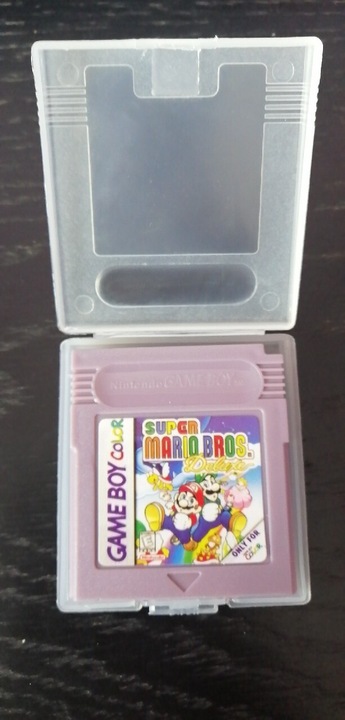 Nintendo GAME BOY
GAME BOY COLOR
SUPER
MARIO BROS.
Deluxe
ONLY FOR
COLOR